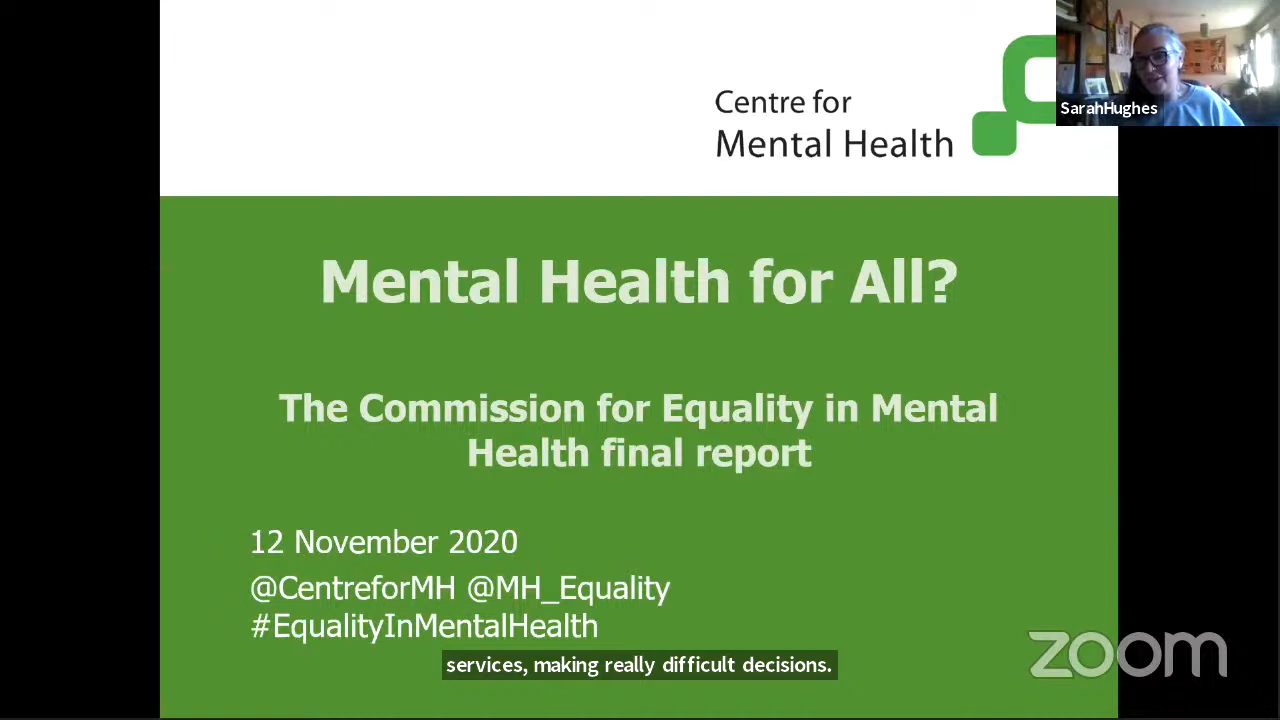 Centre for
Mental Health
SarahHughes
Mental Health for All?
The Commission for Equality in Mental
Health final report
12 November 2020
@CentreforMH @MH_Equality
#EqualityInMentalHealth
services, making really difficult decisions.
zoom